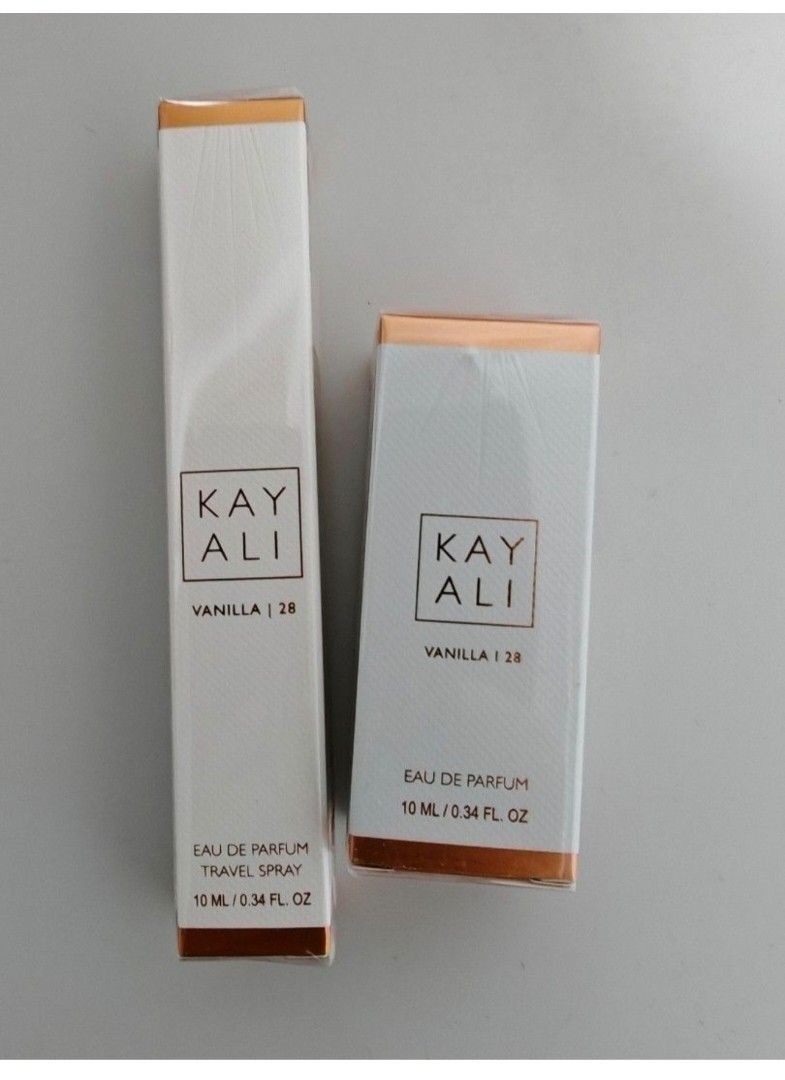 KAY
ALI
VANILLA | 28
EAU DE PARFUM
TRAVEL SPRAY
10 ML / 0.34 FL. OZ
KAY
ALI
VANILLA | 28
EAU DE PARFUM
10 ML / 0.34 FL. OZ